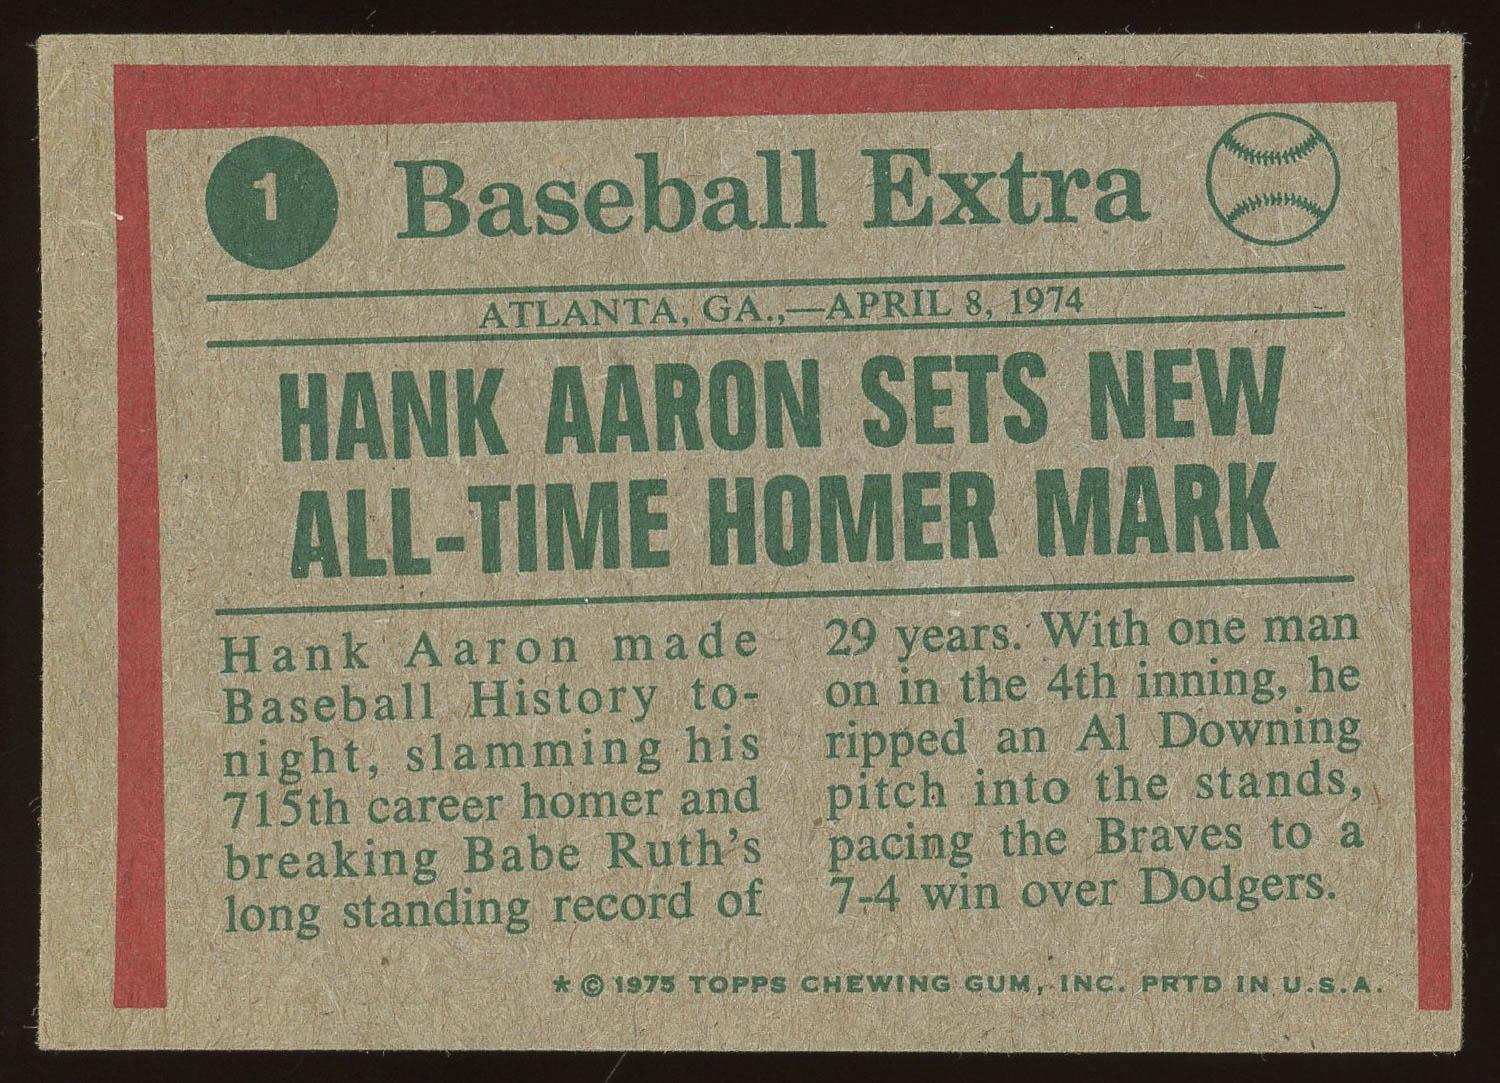 1
Baseball Extra
ATLANTA, GA.,—APRIL 8, 1974
HANK AARON SETS NEW
ALL-TIME HOMER MARK
Hank Aaron made
Baseball History to-
night, slamming his
715th career homer and
breaking Babe Ruth's
long standing record of
29 years. With one man
on in the 4th inning, he
ripped an Al Downing
pitch into the stands,
pacing the Braves to a
7-4 win over Dodgers.
* © 1975 TOPPS CHEWING GUM, INC. PRTD IN U.S.A.